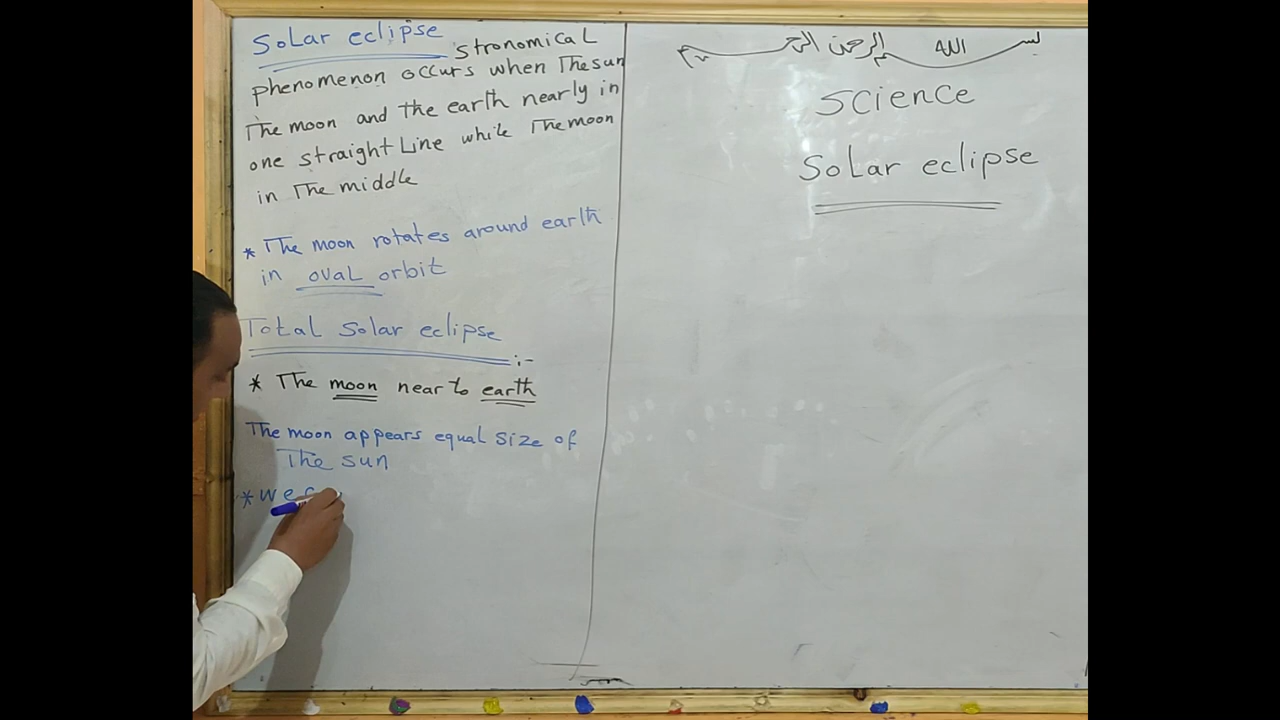 Solar eclipse stronomical
phenomenon occurs when The sun
The moon and the earth nearly in
one straight Line while The moon
in The middle
* The moon rotates around earth
in oval orbit
Total Solar eclipse :-
* The moon near to earth
The moon appears equal size of
The sun
* we
بسم الله الرحمن الرحيم
Science
Solar eclipse